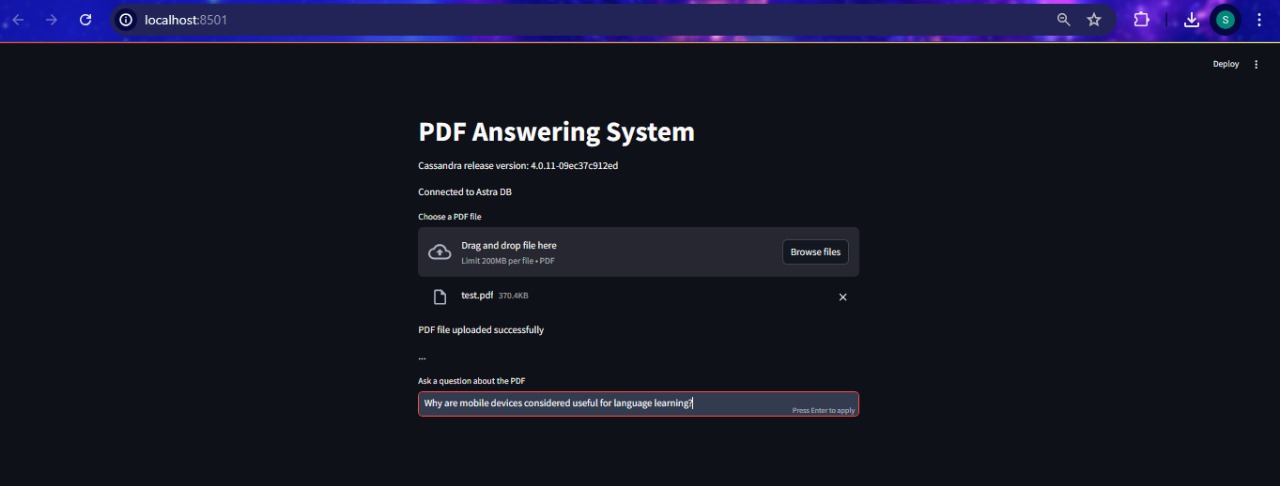 localhost:8501
S
Deploy
PDF Answering System
Cassandra release version: 4.0.11-09ec37c912ed
Connected to Astra DB
Choose a PDF file
Drag and drop file here
Limit 200MB per file • PDF
Browse files
test.pdf 370.4KB
PDF file uploaded successfully
...
Ask a question about the PDF
Why are mobile devices considered useful for language learning?
Press Enter to apply